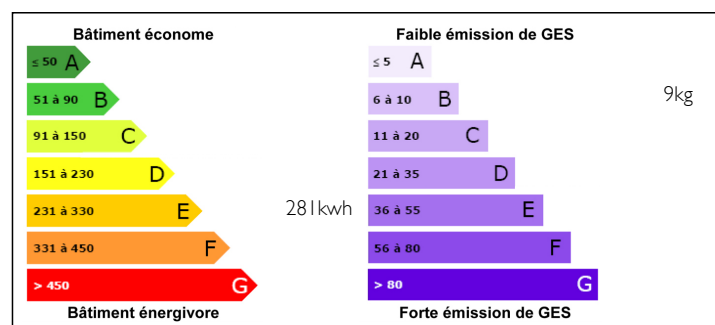 Bâtiment économe
≤ 50 A
51 à 90 B
91 à 150 C
151 à 230 D
231 à 330 E
281kwh
331 à 450 F
> 450 G
Bâtiment énergivore
Faible émission de GES
≤ 5 A
6 à 10 B
9kg
11 à 20 C
21 à 35 D
36 à 55 E
56 à 80 F
> 80 G
Forte émission de GES